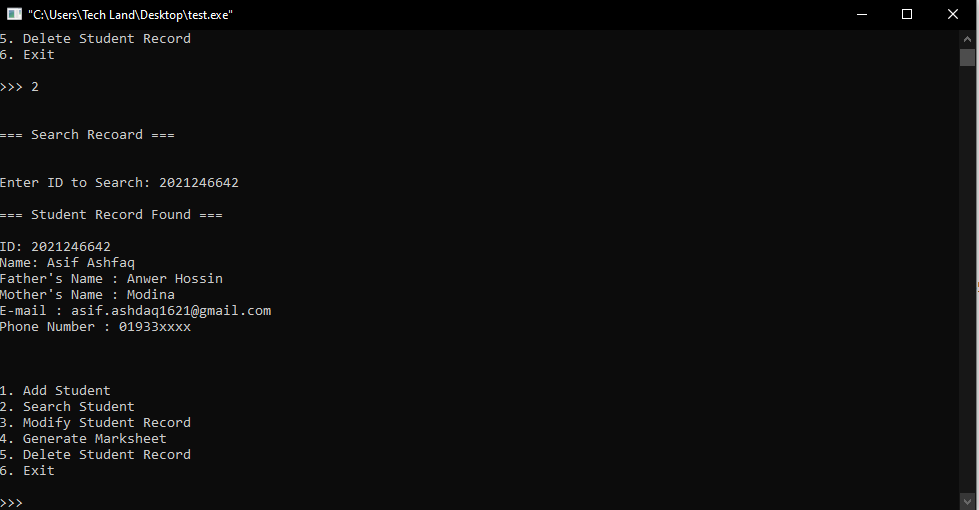 "C:\Users\Tech Land\Desktop\test.exe"
5. Delete Student Record
6. Exit
>>> 2
=== Search Recoard ===
Enter ID to Search: 2021246642
=== Student Record Found ===
ID: 2021246642
Name: Asif Ashfaq
Father's Name : Anwer Hossin
Mother's Name : Modina
E-mail : asif.ashdaq1621@gmail.com
Phone Number : 01933xxxx
1. Add Student
2. Search Student
3. Modify Student Record
4. Generate Marksheet
5. Delete Student Record
6. Exit
>>>